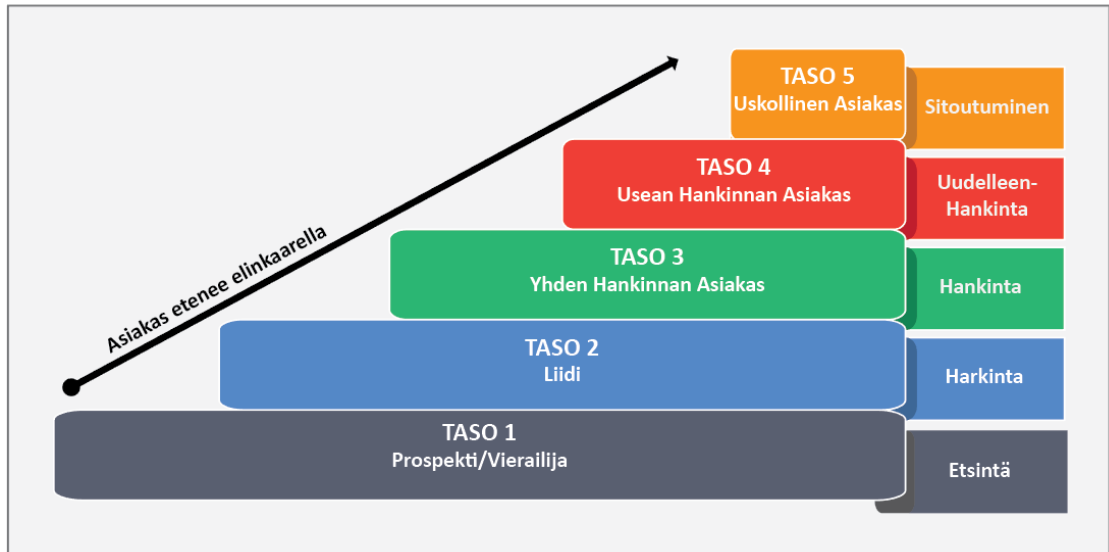 TASO 5
Uskollinen Asiakas
Sitoutuminen
TASO 4
Usean Hankinnan Asiakas
Uudelleen-
Hankinta
TASO 3
Yhden Hankinnan Asiakas
Hankinta
Asiakas etenee elinkaarella
TASO 2
Liidi
Harkinta
TASO 1
Prospekti/Vierailija
Etsintä